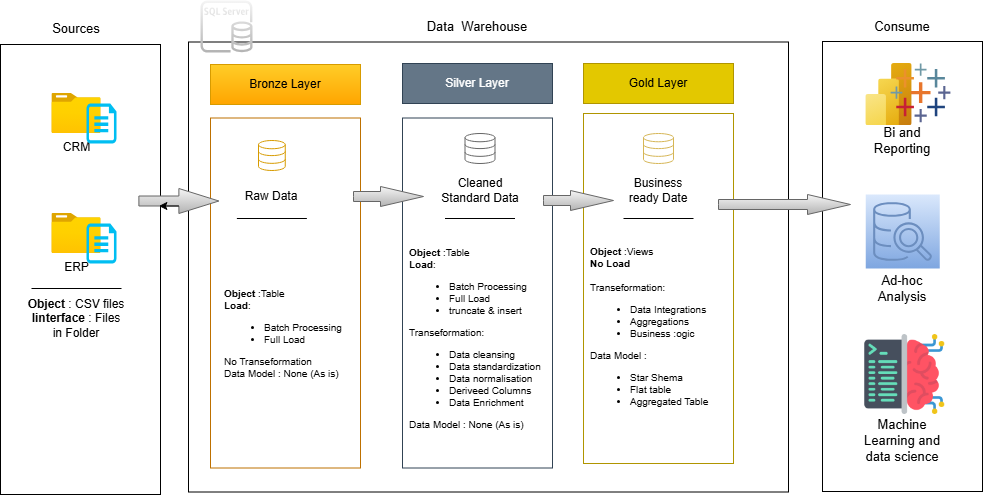 Sources
CRM
ERP
Object : CSV files
Iinterface : Files
in Folder
SQL Server
Data Warehouse
Bronze Layer
Raw Data
Object :Table
Load:
Batch Processing
Full Load
No Transeformation
Data Model : None (As is)
Silver Layer
Cleaned
Standard Data
Object :Table
Load:
Batch Processing
Full Load
truncate & insert
Transeformation:
Data cleansing
Data standardization
Data normalisation
Deriveed Columns
Data Enrichment
Data Model : None (As is)
Gold Layer
Business
ready Date
Object :Views
No Load
Transeformation:
Data Integrations
Aggregations
Business :ogic
Data Model :
Star Shema
Flat table
Aggregated Table
Consume
Bi and
Reporting
Ad-hoc
Analysis
Machine
Learning and
data science